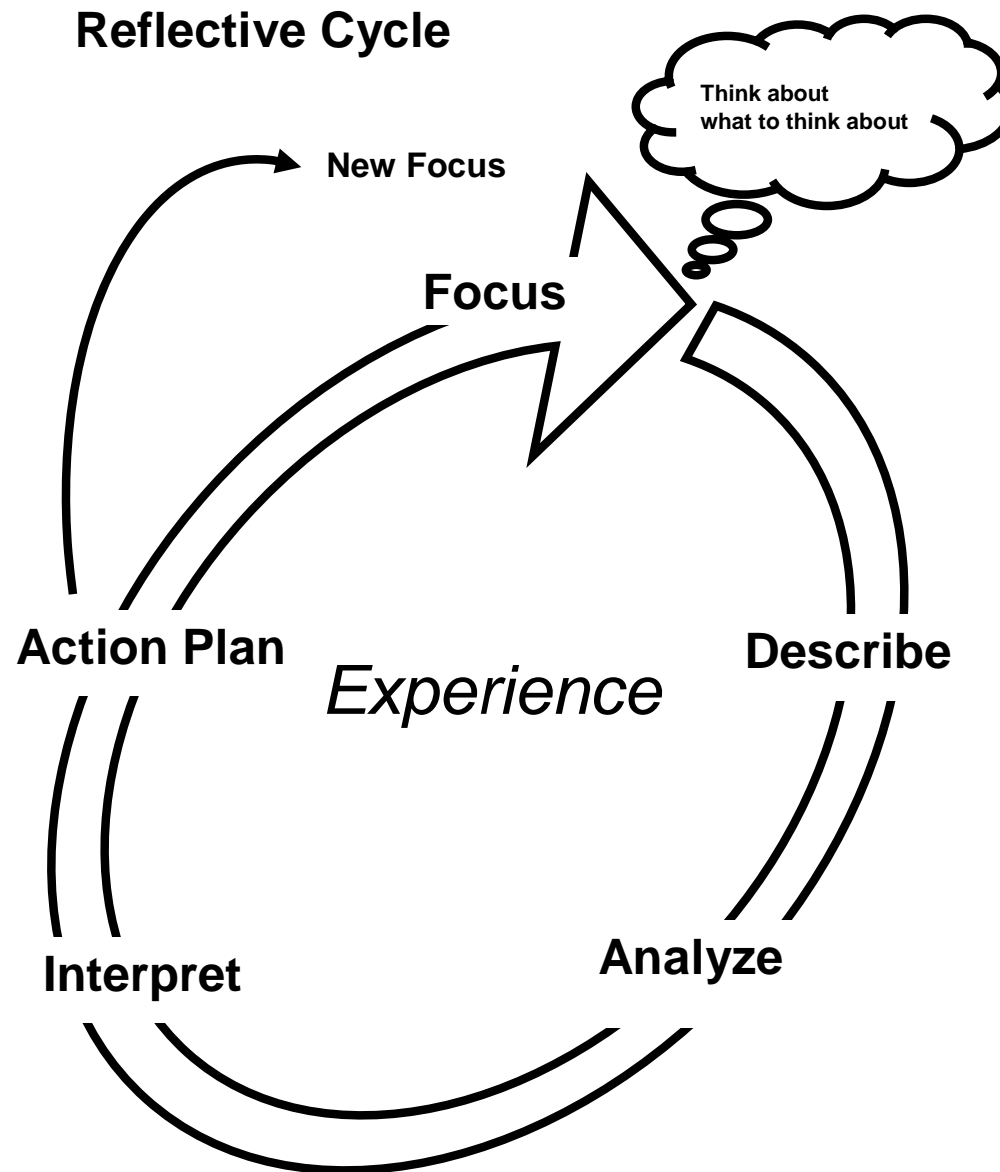 Reflective Cycle
Think about
what to think about
New Focus
Focus
Action Plan
Describe
Experience
Interpret
Analyze